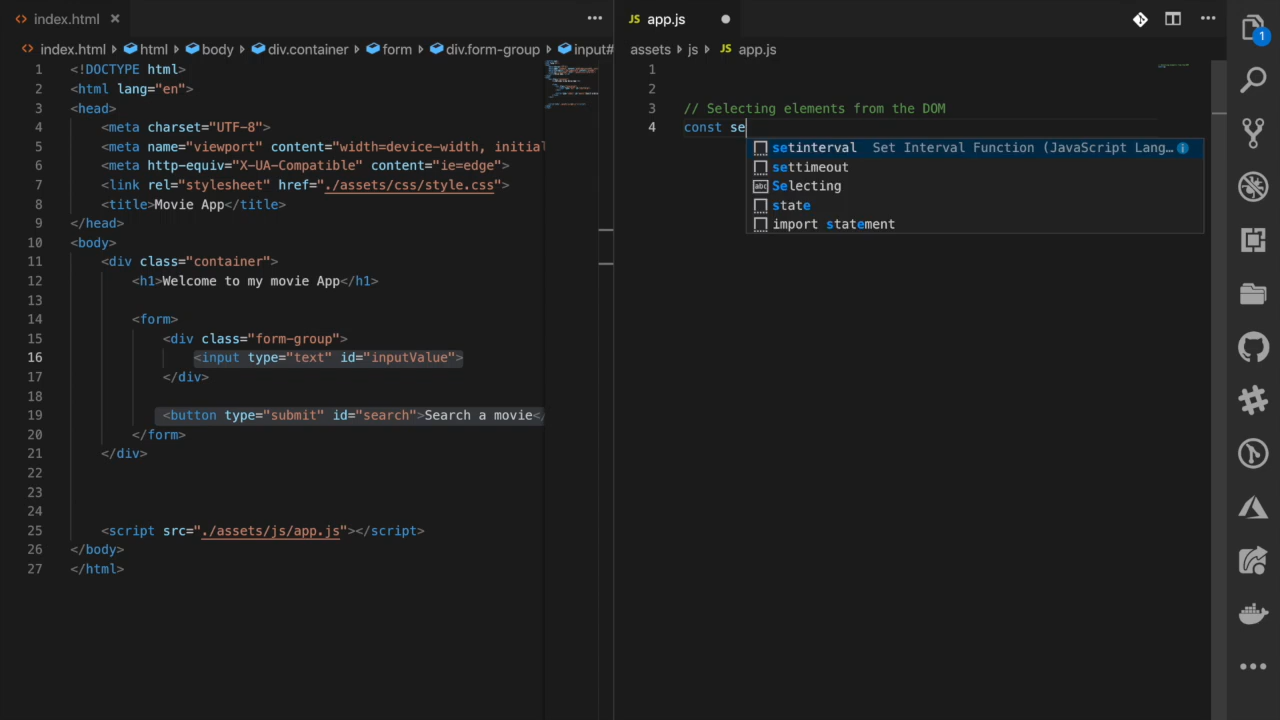 index.html
index.html html body div.container form div.form-group input#
1 <!DOCTYPE html>
2 <html lang="en">
3 <head>
4 <meta charset="UTF-8">
5 <meta name="viewport" content="width=device-width, initial
6 <meta http-equiv="X-UA-Compatible" content="ie=edge">
7 <link rel="stylesheet" href="./assets/css/style.css">
8 <title>Movie App</title>
9 </head>
10 <body>
11 <div class="container">
12 <h1>Welcome to my movie App</h1>
13
14 <form>
15 <div class="form-group">
16 <input type="text" id="inputValue">
17 </div>
18
19 <button type="submit" id="search">Search a movie</
20 </form>
21 </div>
22
23
24
25 <script src="./assets/js/app.js"></script>
26 </body>
27 </html>
JS app.js
assets js JS app.js
1
2
3 // Selecting elements from the DOM
4 const se
setinterval Set Interval Function (JavaScript Lang…
settimeout
abc Selecting
state
import statement
1